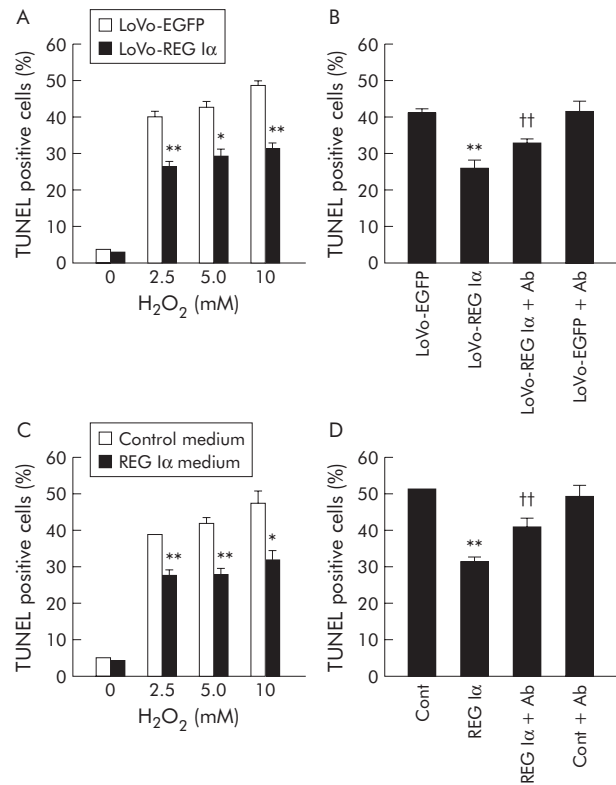 A
LoVo-EGFP
LoVo-REG Iα
TUNEL positive cells (%)
60
50
40
30
20
10
0
**
*
**
0 2.5 5.0 10
H₂O₂ (mM)
B
TUNEL positive cells (%)
60
50
40
30
20
10
0
**
††
LoVo-EGFP
LoVo-REG Iα
LoVo-REG Iα + Ab
LoVo-EGFP + Ab
C
Control medium
REG Iα medium
TUNEL positive cells (%)
60
50
40
30
20
10
0
**
**
*
0 2.5 5.0 10
H₂O₂ (mM)
D
TUNEL positive cells (%)
60
50
40
30
20
10
0
**
††
Cont
REG Iα
REG Iα + Ab
Cont + Ab